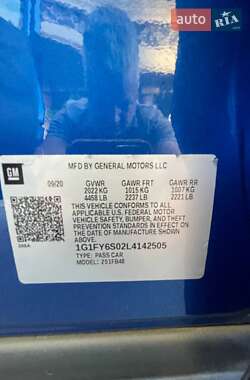 auto
RIA
GM
MFD BY GENERAL MOTORS LLC
09/20 GVWR GAWR FRT GAWR RR
2022 KG 1015 KG 1007 KG
4458 LB 2237 LB 2221 LB
THIS VEHICLE CONFORMS TO ALL
APPLICABLE U.S. FEDERAL MOTOR
VEHICLE SAFETY, BUMPER, AND THEFT
PREVENTION STANDARDS IN EFFECT
ON THE DATE OF MANUFACTURE
SHOWN ABOVE.
1G1FY6S02L4142505
TYPE: PASS CAR
MODEL: